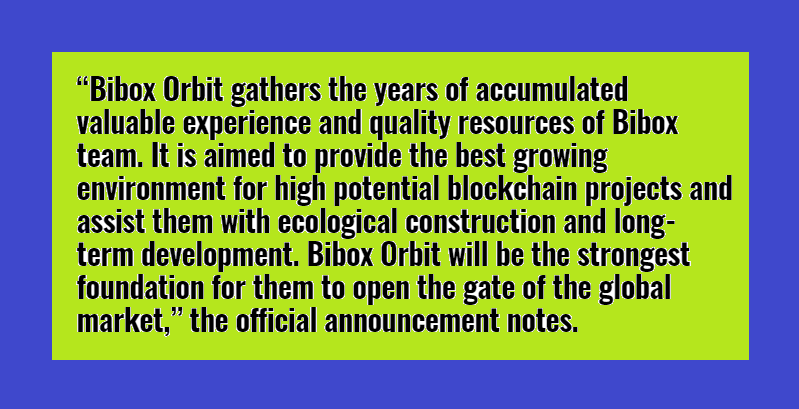 “Bibox Orbit gathers the years of accumulated
valuable experience and quality resources of Bibox
team. It is aimed to provide the best growing
environment for high potential blockchain projects and
assist them with ecological construction and long-
term development. Bibox Orbit will be the strongest
foundation for them to open the gate of the global
market,” the official announcement notes.